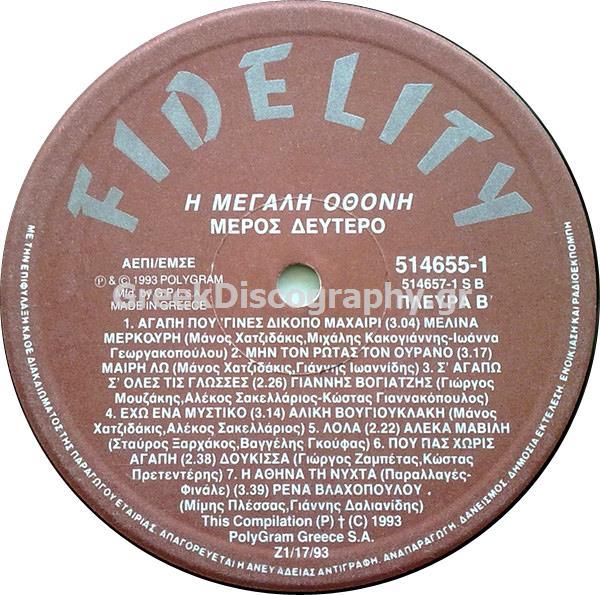 FIDELITY
Η ΜΕΓΑΛΗ ΟΘΟΝΗ
ΜΕΡΟΣ ΔΕΥΤΕΡΟ
ΑΕΠΙ/ΕΜΣΕ
℗ & © 1993 POLYGRAM
Mfd. by G.P.I.
MADE IN GREECE
514655-1
514657-1 S B
ΠΛΕΥΡΑ Β΄
GreekDiscography.gr
1. ΑΓΑΠΗ ΠΟΥ 'ΓΙΝΕΣ ΔΙΚΟΠΟ ΜΑΧΑΙΡΙ (3.04) ΜΕΛΙΝΑ
ΜΕΡΚΟΥΡΗ (Μάνος Χατζιδάκις,Μιχάλης Κακογιάννης-Ιωάννα
Γεωργακοπούλου) 2. ΜΗΝ ΤΟΝ ΡΩΤΑΣ ΤΟΝ ΟΥΡΑΝΟ (3.17)
ΜΑΙΡΗ ΛΩ (Μάνος Χατζιδάκις,Γιάννης Ιωαννίδης) 3. Σ' ΑΓΑΠΩ
Σ' ΟΛΕΣ ΤΙΣ ΓΛΩΣΣΕΣ (2.26) ΓΙΑΝΝΗΣ ΒΟΓΙΑΤΖΗΣ (Γιώργος
Μουζάκης,Αλέκος Σακελλάριος-Κώστας Γιαννακόπουλος)
4. ΕΧΩ ΕΝΑ ΜΥΣΤΙΚΟ (3.14) ΑΛΙΚΗ ΒΟΥΓΙΟΥΚΛΑΚΗ (Μάνος
Χατζιδάκις, Αλέκος Σακελλάριος) 5. ΛΟΛΑ (2.22) ΑΛΕΚΑ ΜΑΒΙΛΗ
(Σταύρος Ξαρχάκος, Βαγγέλης Γκούφας) 6. ΠΟΥ ΠΑΣ ΧΩΡΙΣ
ΑΓΑΠΗ (2.38) ΔΟΥΚΙΣΣΑ (Γιώργος Ζαμπέτας,Κώστας
Πρετεντέρης) 7. Η ΑΘΗΝΑ ΤΗ ΝΥΧΤΑ (Παραλλαγές-
Φινάλε) (3.39) ΡΕΝΑ ΒΛΑΧΟΠΟΥΛΟΥ
(Μίμης Πλέσσας,Γιάννης Δαλιανίδης)
This Compilation (P) † (C) 1993
PolyGram Greece S.A.
Z1/17/93
ΜΕ ΤΗΝ ΕΠΙΦΥΛΑΞΗ ΚΑΘΕ ΔΙΚΑΙΩΜΑΤΟΣ ΤΗΣ ΠΑΡΑΓΩΓΟΥ ΕΤΑΙΡΙΑΣ. ΑΠΑΓΟΡΕΥΕΤΑΙ Η ΑΝΕΥ ΑΔΕΙΑΣ ΑΝΤΙΓΡΑΦΗ, ΑΝΑΠΑΡΑΓΩΓΗ, ΔΑΝΕΙΣΜΟΣ, ΔΗΜΟΣΙΑ ΕΚΤΕΛΕΣΗ, ΕΝΟΙΚΙΑΣΗ ΚΑΙ ΡΑΔΙΟΕΚΠΟΜΠΗ